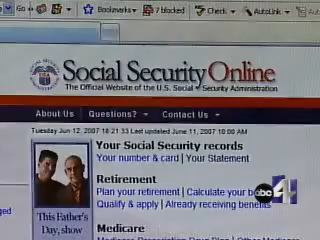 Go
Bookmarks
7 blocked
Check
AutoLink
Social Security Online
The Official Website of the U.S. Social Security Administration
About Us Questions? Contact Us
Tuesday Jun 12, 2007 18:21:33 Last updated June 11, 2007 10:00 AM
Your Social Security records
Your number & card | Your Statement
Retirement
Plan your retirement | Calculate your be
Qualify & apply | Already receiving benefits
abc 4
This Father's
Day, show
Medicare